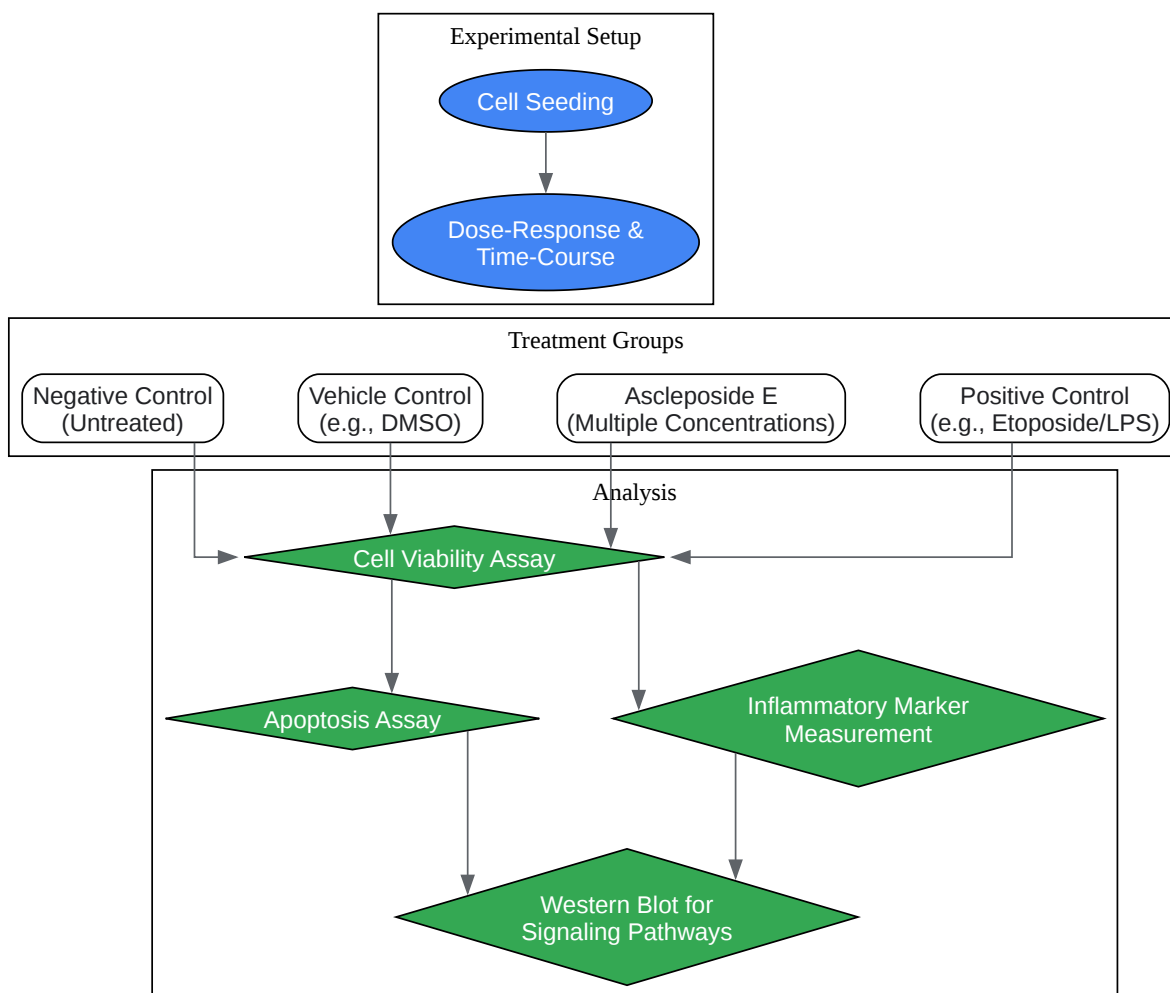 Experimental Setup
Cell Seeding
Dose-Response &
Time-Course
Treatment Groups
Negative Control
(Untreated)
Vehicle Control
(e.g., DMSO)
Ascleposide E
(Multiple Concentrations)
Positive Control
(e.g., Etoposide/LPS)
Analysis
Cell Viability Assay
Apoptosis Assay
Inflammatory Marker
Measurement
Western Blot for
Signaling Pathways